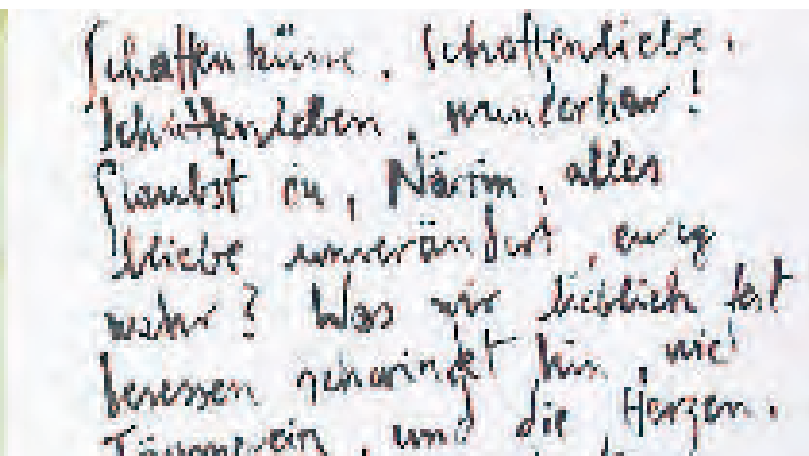 Schattenküsse, Schattenliebe,
Schattenleben, wunderbar!
Glaubst du, Närrin, alles
bliebe unverändert, ewig
wahr? Was wir lieblich fest
besessen schwindet hin, wie
Träumerein, und die Herzen,